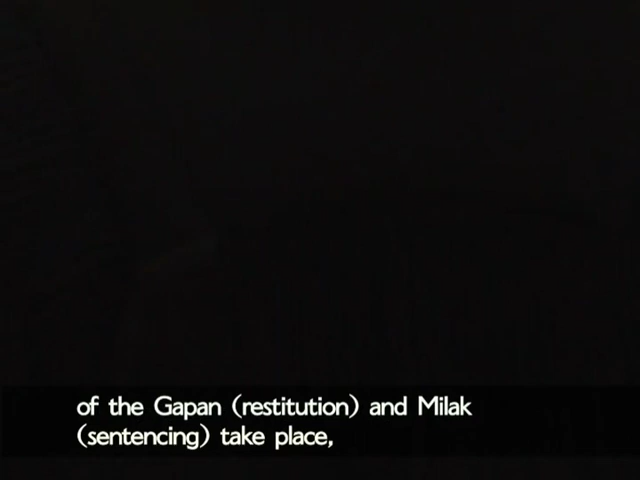 of the Gapan (restitution) and Milak
(sentencing) take place,